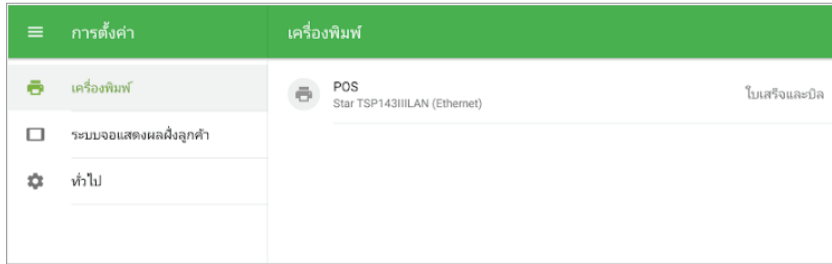 การตั้งค่า
เครื่องพิมพ์
เครื่องพิมพ์
POS
Star TSP143IIILAN (Ethernet)
ใบเสร็จและบิล
ระบบจอแสดงผลฝั่งลูกค้า
ทั่วไป